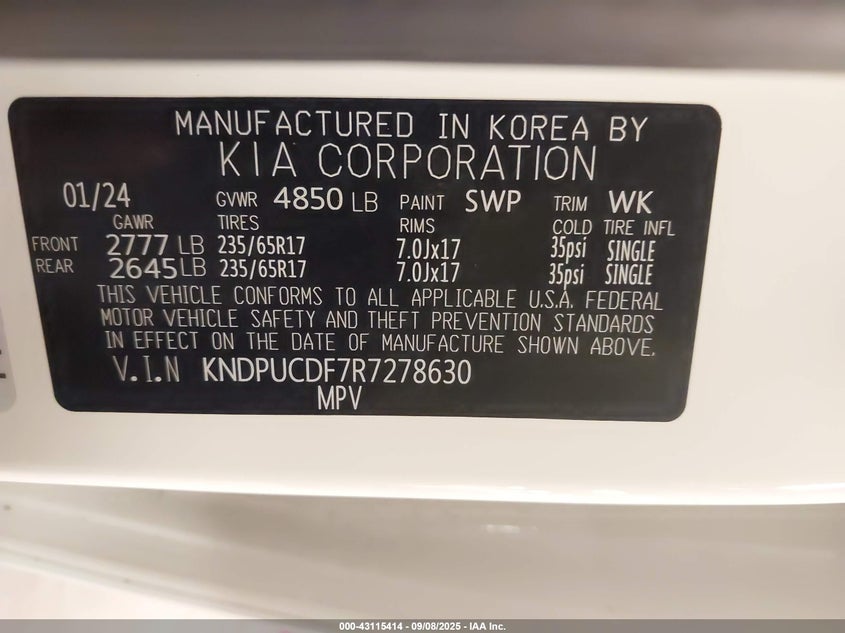 MANUFACTURED IN KOREA BY
KIA CORPORATION
01/24 GVWR 4850 LB PAINT SWP TRIM WK
GAWR TIRES RIMS COLD TIRE INFL
FRONT 2777 LB 235/65R17 7.0Jx17 35psi SINGLE
REAR 2645 LB 235/65R17 7.0Jx17 35psi SINGLE
THIS VEHICLE CONFORMS TO ALL APPLICABLE U.S.A. FEDERAL
MOTOR VEHICLE SAFETY AND THEFT PREVENTION STANDARDS
IN EFFECT ON THE DATE OF MANUFACTURE SHOWN ABOVE.
V.I.N KNDPUCDF7R7278630
MPV
000-43115414 - 09/08/2025 - IAA Inc.